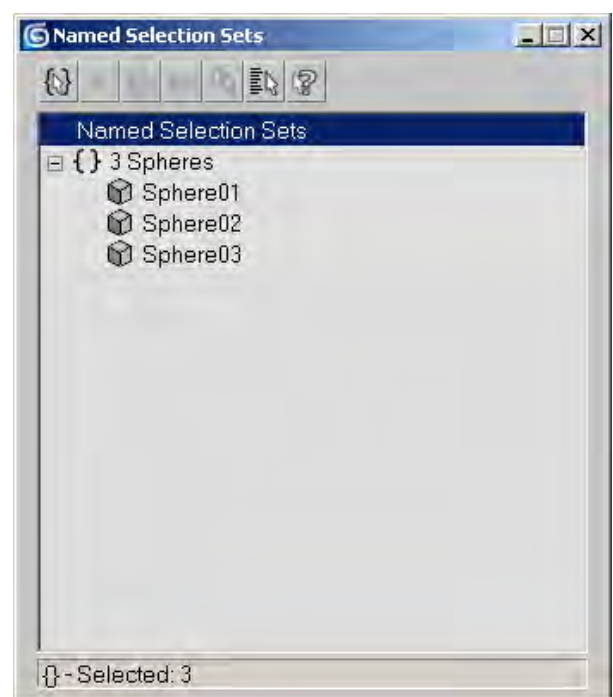 Named Selection Sets
Named Selection Sets
{} 3 Spheres
Sphere01
Sphere02
Sphere03
{} - Selected: 3